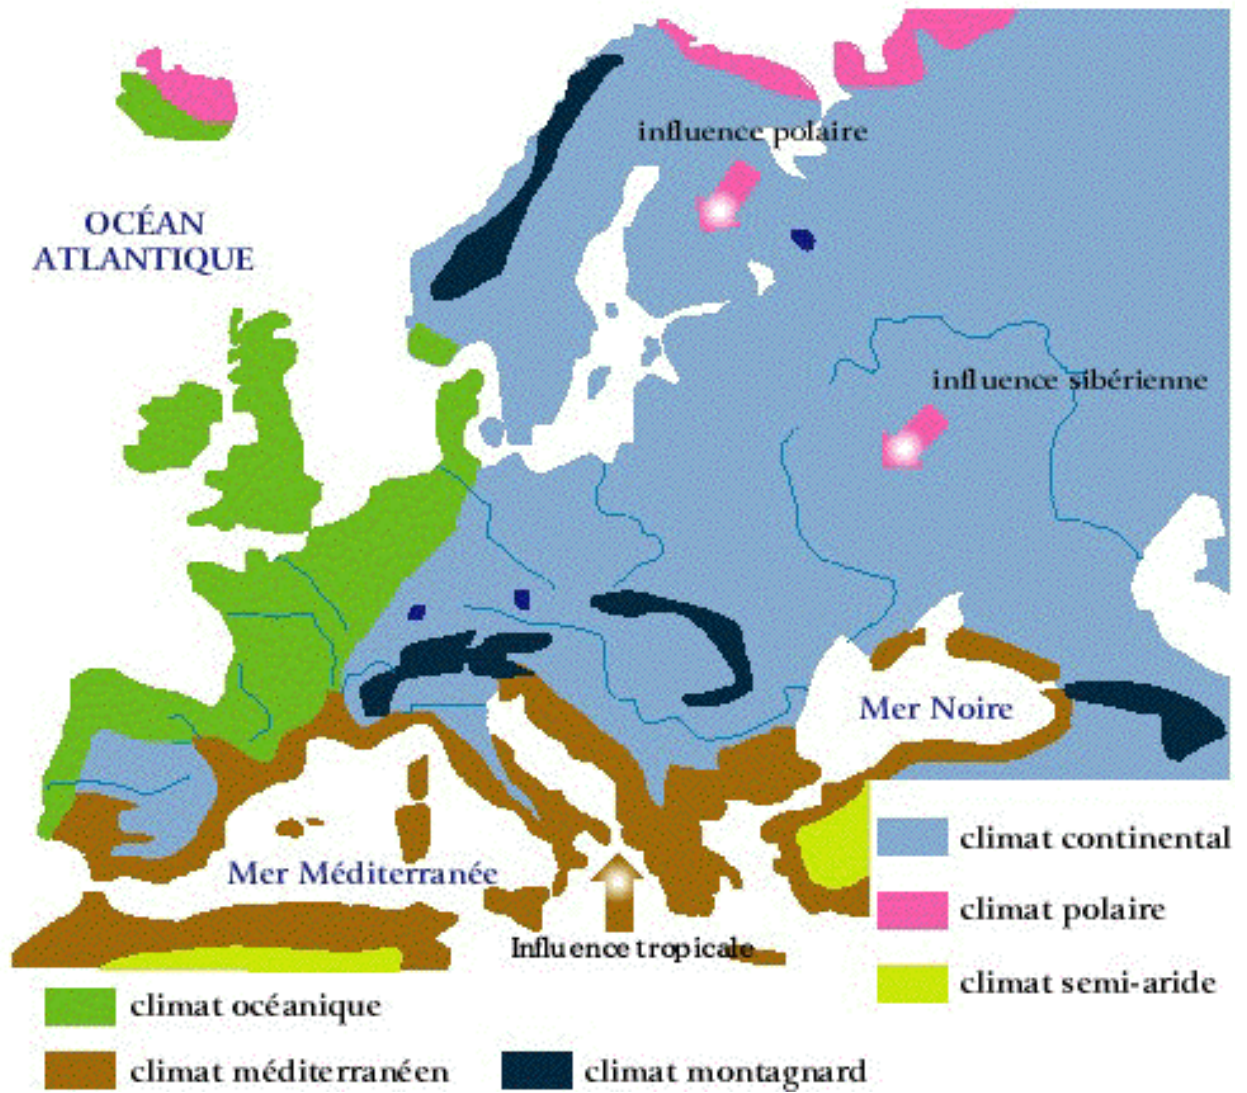 influence polaire
OCÉAN
ATLANTIQUE
influence sibérienne
Mer Noire
climat continental
Mer Méditerranée
climat polaire
Influence tropicale
climat semi-aride
climat océanique
climat méditerranéen
climat montagnard